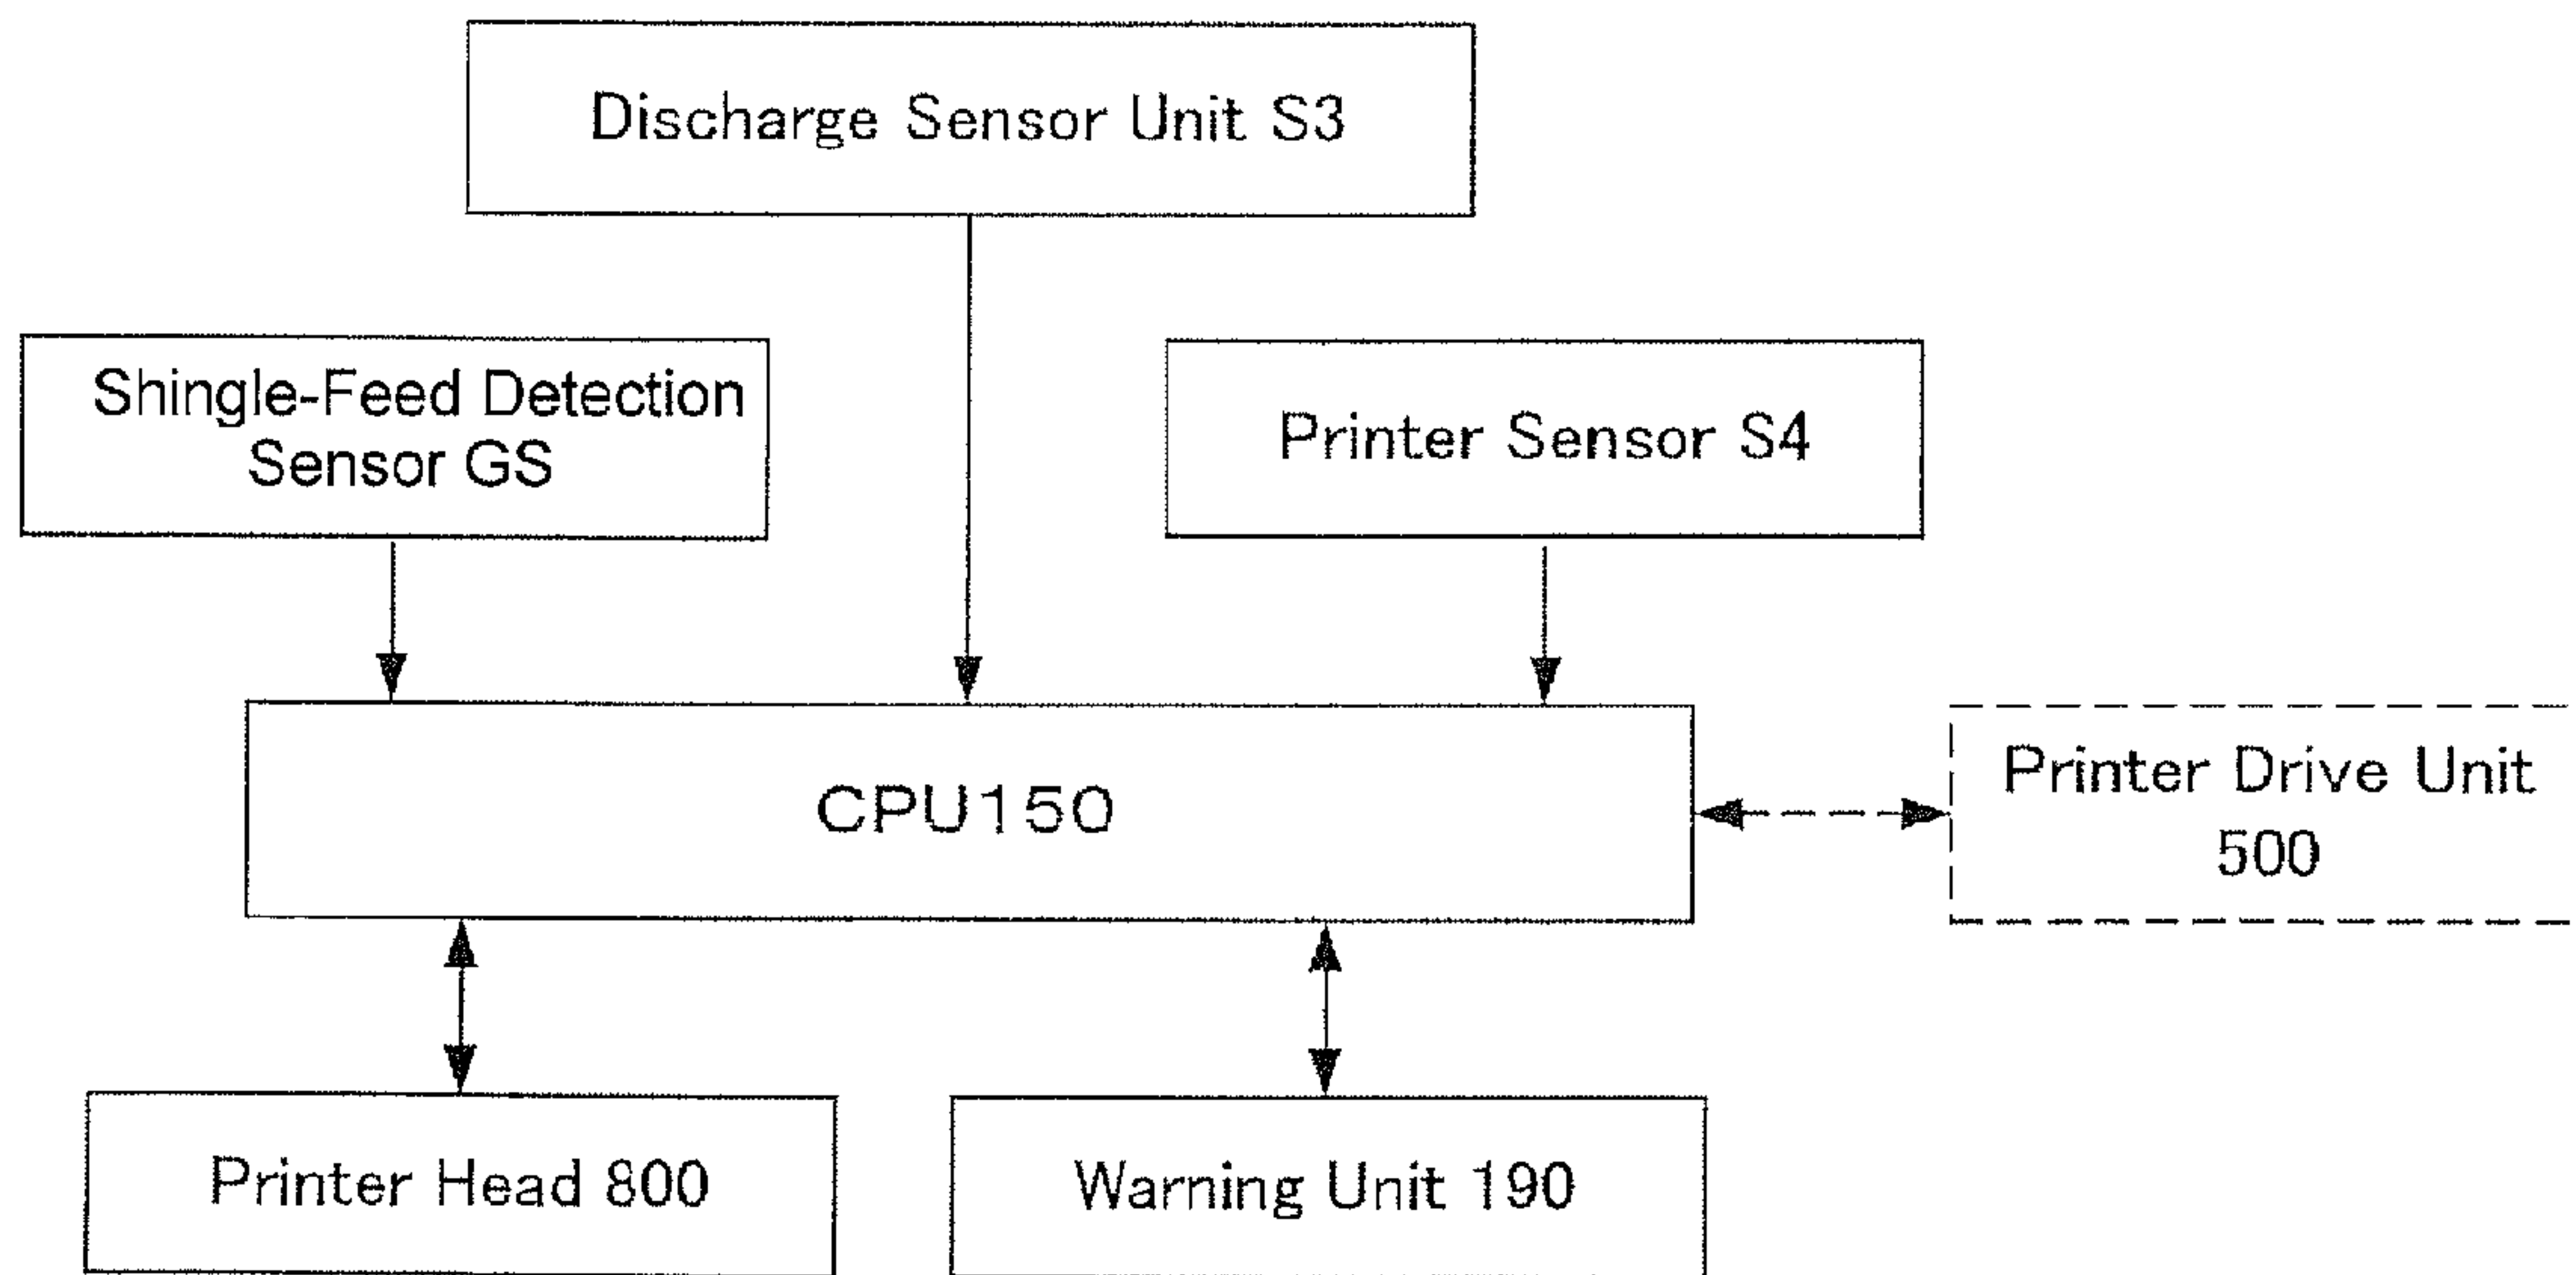 Discharge Sensor Unit S3
Shingle-Feed Detection
Sensor GS
Printer Sensor S4
CPU150
Printer Drive Unit
500
Printer Head 800
Warning Unit 190